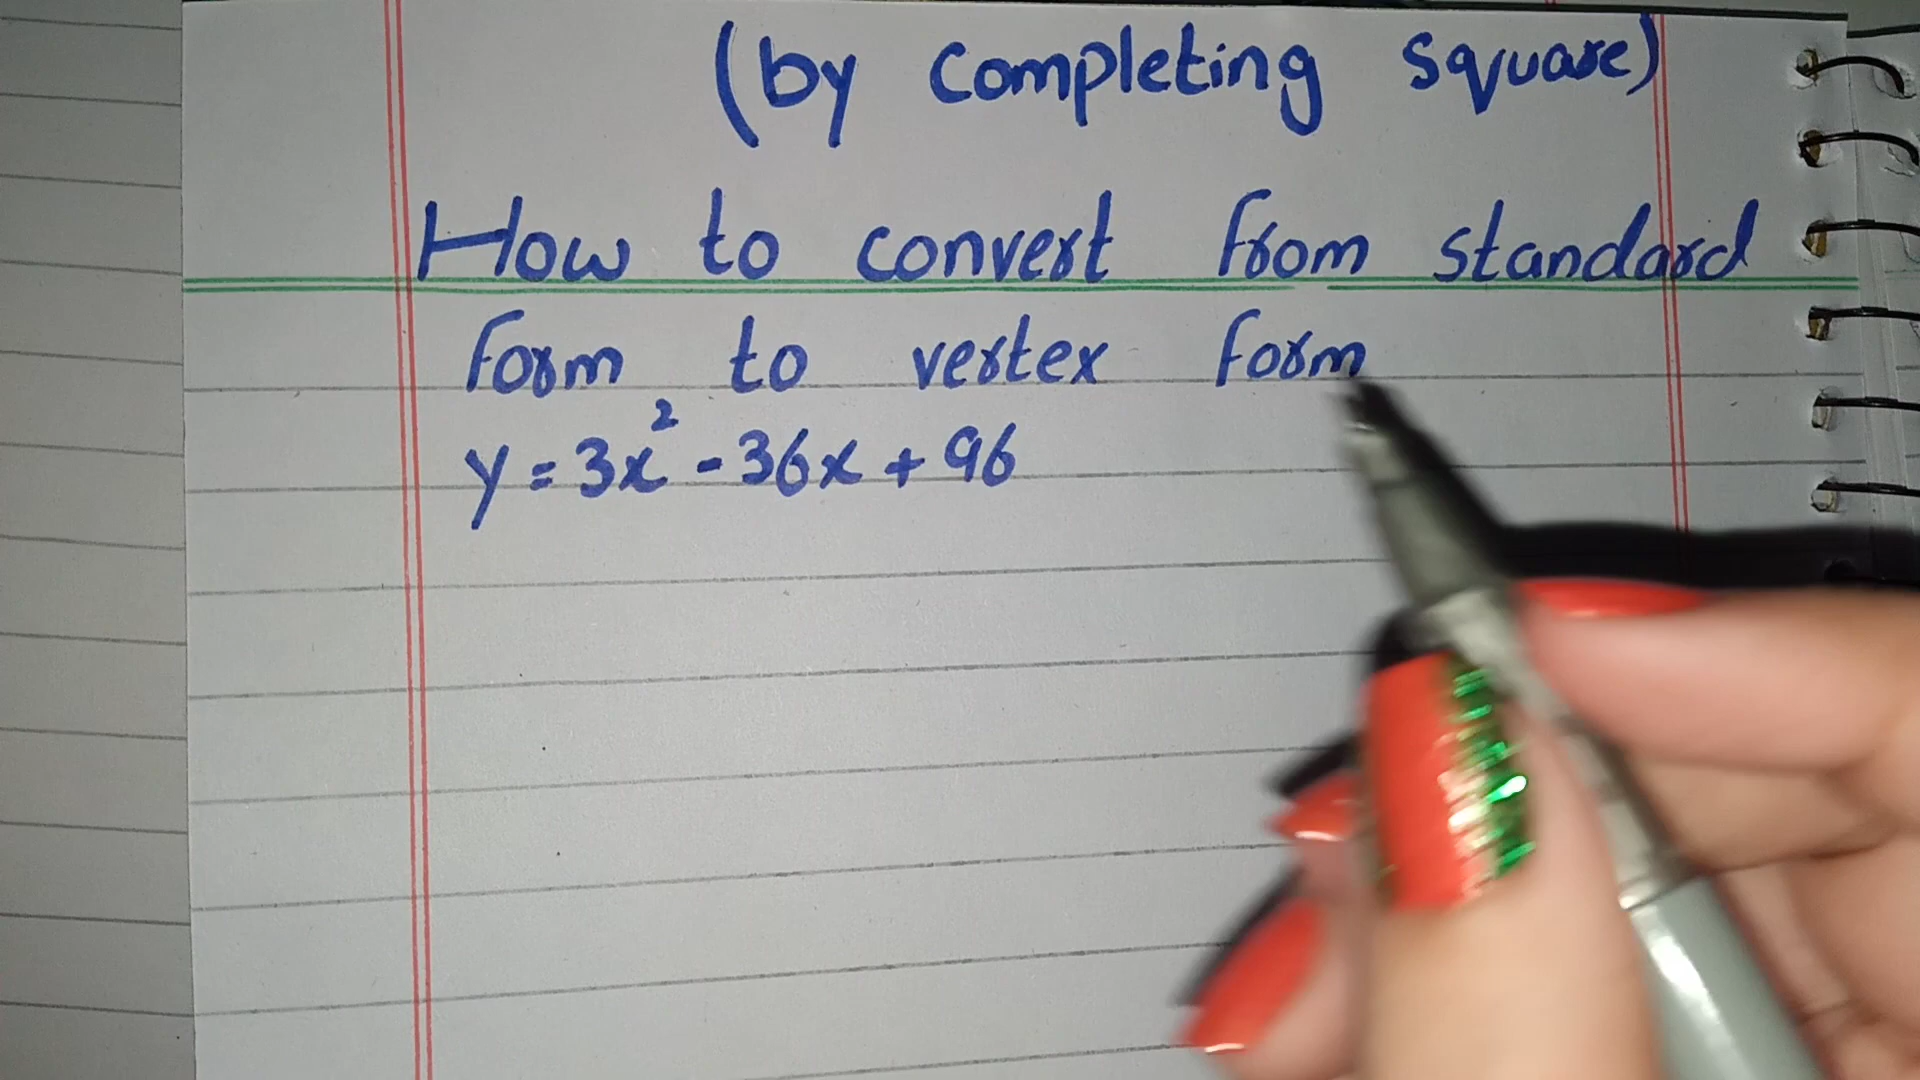 (by completing square)
How to convert from standard
form to vertex form
y = 3x² - 36x + 96